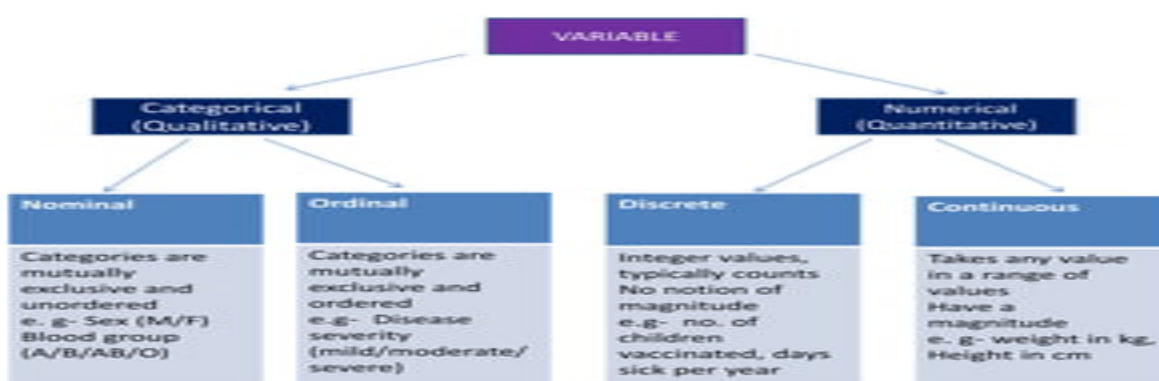 VARIABLE
Categorical
(Qualitative)
Numerical
(Quantitative)
Nominal
Categories are
mutually
exclusive and
unordered
e. g- Sex (M/F)
Blood group
(A/B/AB/O)
Ordinal
Categories are
mutually
exclusive and
ordered
e.g- Disease
severity
(mild/moderate/
severe)
Discrete
Integer values,
typically counts
No notion of
magnitude
e.g- no. of
children
vaccinated, days
sick per year
Continuous
Takes any value
in a range of
values
Have a
magnitude
e. g- weight in kg,
Height in cm